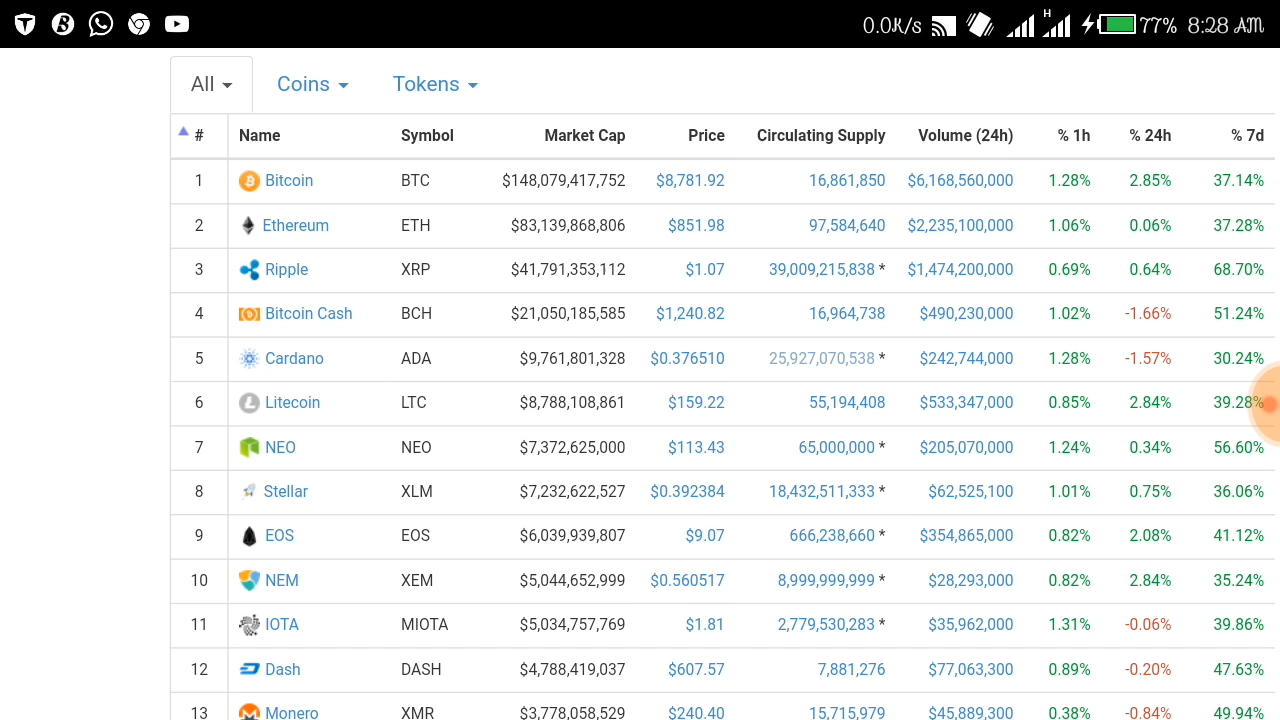 0.0K/s H 77% 8:28 AM
All Coins Tokens
# Name Symbol Market Cap Price Circulating Supply Volume (24h) % 1h % 24h % 7d
1 Bitcoin BTC $148,079,417,752 $8,781.92 16,861,850 $6,168,560,000 1.28% 2.85% 37.14%
2 Ethereum ETH $83,139,868,806 $851.98 97,584,640 $2,235,100,000 1.06% 0.06% 37.28%
3 Ripple XRP $41,791,353,112 $1.07 39,009,215,838 * $1,474,200,000 0.69% 0.64% 68.70%
4 Bitcoin Cash BCH $21,050,185,585 $1,240.82 16,964,738 $490,230,000 1.02% -1.66% 51.24%
5 Cardano ADA $9,761,801,328 $0.376510 25,927,070,538 * $242,744,000 1.28% -1.57% 30.24%
6 Litecoin LTC $8,788,108,861 $159.22 55,194,408 $533,347,000 0.85% 2.84% 39.28%
7 NEO NEO $7,372,625,000 $113.43 65,000,000 * $205,070,000 1.24% 0.34% 56.60%
8 Stellar XLM $7,232,622,527 $0.392384 18,432,511,333 * $62,525,100 1.01% 0.75% 36.06%
9 EOS EOS $6,039,939,807 $9.07 666,238,660 * $354,865,000 0.82% 2.08% 41.12%
10 NEM XEM $5,044,652,999 $0.560517 8,999,999,999 * $28,293,000 0.82% 2.84% 35.24%
11 IOTA MIOTA $5,034,757,769 $1.81 2,779,530,283 * $35,962,000 1.31% -0.06% 39.86%
12 Dash DASH $4,788,419,037 $607.57 7,881,276 $77,063,300 0.89% -0.20% 47.63%
13 Monero XMR $3,778,058,529 $240.40 15,715,979 $45,889,300 0.38% -0.84% 49.94%